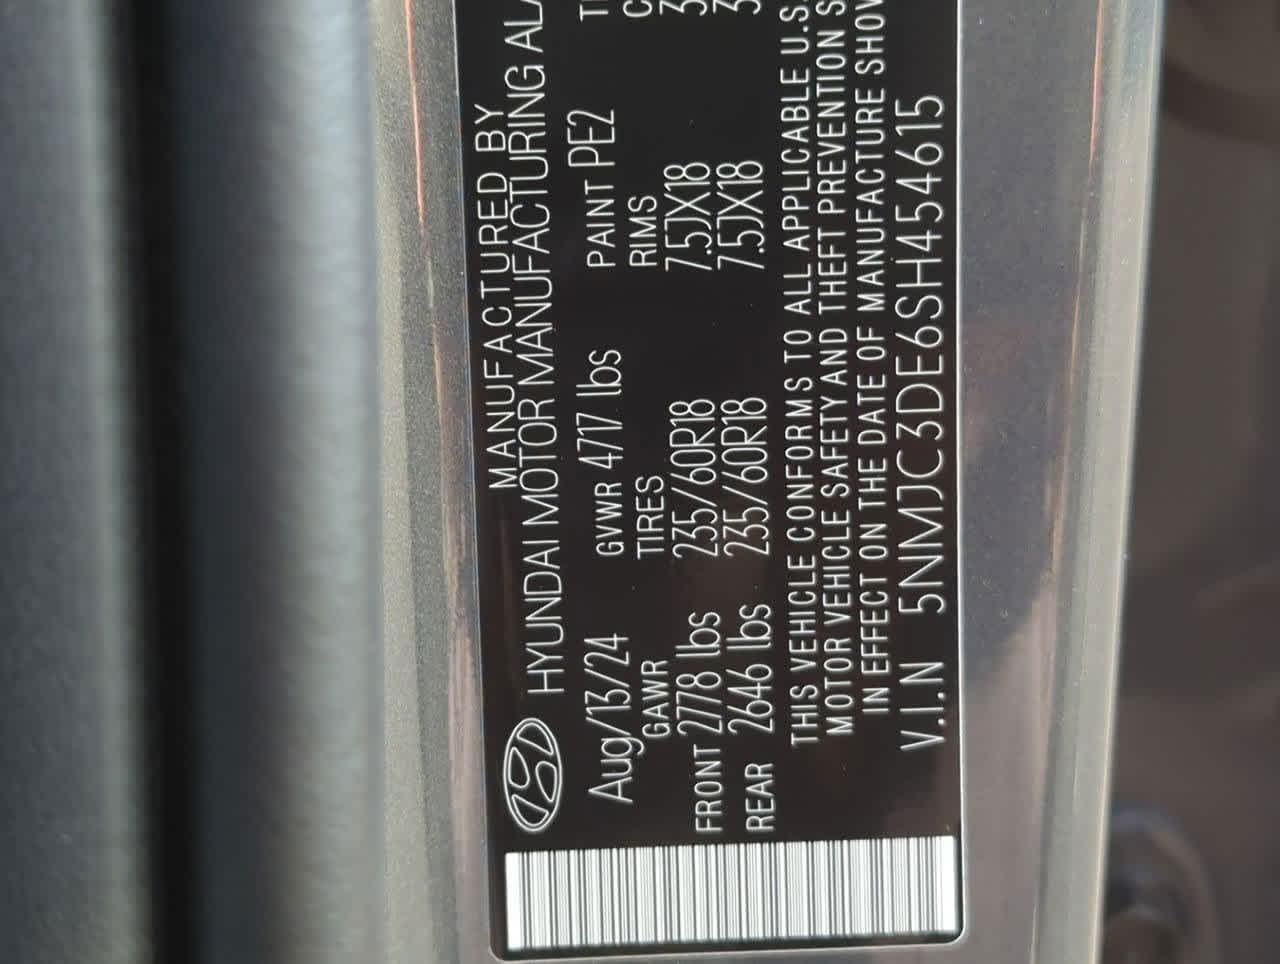 MANUFACTURED BY
HYUNDAI MOTOR MANUFACTURING
Aug/13/24 GVWR 4717 lbs PAINT PE2
GAWR TIRES RIMS
FRONT 2778 lbs 235/60R18 7.5JX18
REAR 2646 lbs 235/60R18 7.5JX18
THIS VEHICLE CONFORMS TO ALL APPLICABLE U.S.
MOTOR VEHICLE SAFETY AND THEFT PREVENTION
IN EFFECT ON THE DATE OF MANUFACTURE
V.I.N 5NMJC3DE6SH454615